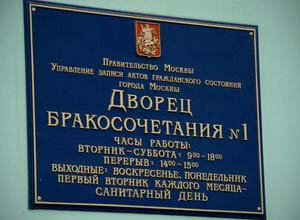 Правительство Москвы
Управление записи актов гражданского состояния
города Москвы
Дворец
бракосочетания №1
часы работы:
вторник-суббота: 9⁰⁰-18⁰⁰
перерыв: 14⁰⁰-15⁰⁰
выходные: воскресенье, понедельник
первый вторник каждого месяца-
санитарный день